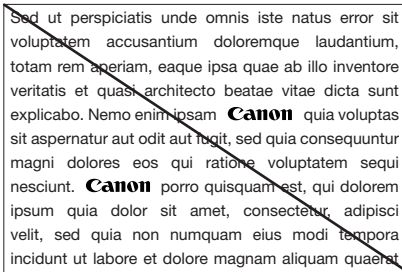 Sed ut perspiciatis unde omnis iste natus error sit
voluptatem accusantium doloremque laudantium,
totam rem aperiam, eaque ipsa quae ab illo inventore
veritatis et quasi architecto beatae vitae dicta sunt
explicabo. Nemo enim ipsam Canon quia voluptas
sit aspernatur aut odit aut fugit, sed quia consequuntur
magni dolores eos qui ratione voluptatem sequi
nesciunt. Canon porro quisquam est, qui dolorem
ipsum quia dolor sit amet, consectetur, adipisci
velit, sed quia non numquam eius modi tempora
incidunt ut labore et dolore magnam aliquam quaerat